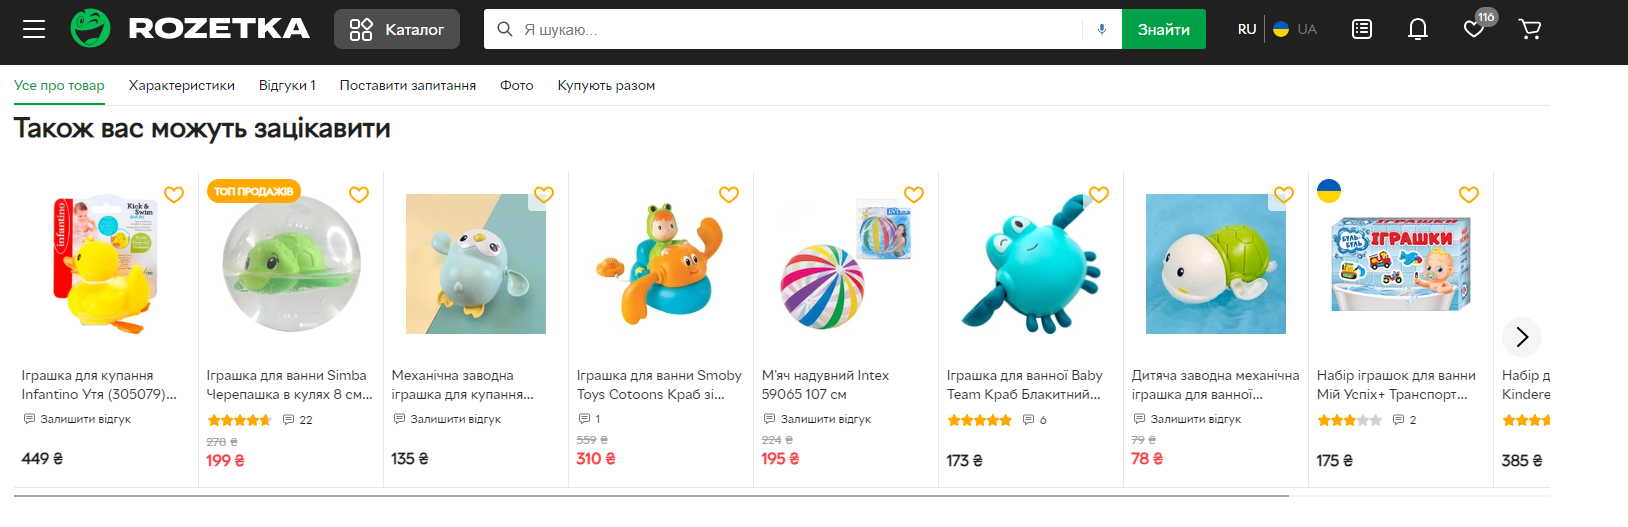 ROZETKA
Каталог
Я шукаю...
Знайти
RU
UA
116
Усе про товар
Характеристики
Відгуки 1
Поставити запитання
Фото
Купують разом
Також вас можуть зацікавити
infantino
Kick &
Swim
Іграшка для купання
Infantino Утя (305079)...
Залишити відгук
449 ₴
ТОП ПРОДАЖІВ
Іграшка для ванни Simba
Черепашка в кулях 8 см...
22
278 ₴
199 ₴
Механічна заводна
іграшка для купання...
Залишити відгук
135 ₴
Іграшка для ванни Smoby
Toys Cotoons Краб зі...
1
559 ₴
310 ₴
INTEX
М'яч надувний Intex
59065 107 см
Залишити відгук
224 ₴
195 ₴
Іграшка для ванної Baby
Team Краб Блакитний...
6
173 ₴
Дитяча заводна механічна
іграшка для ванної...
Залишити відгук
79 ₴
78 ₴
БУЛЬ-
БУЛЬ
ІГРАШКИ
Набір іграшок для ванни
Мій Успіх+ Транспорт...
2
175 ₴
Набір д
Kindere
385 ₴